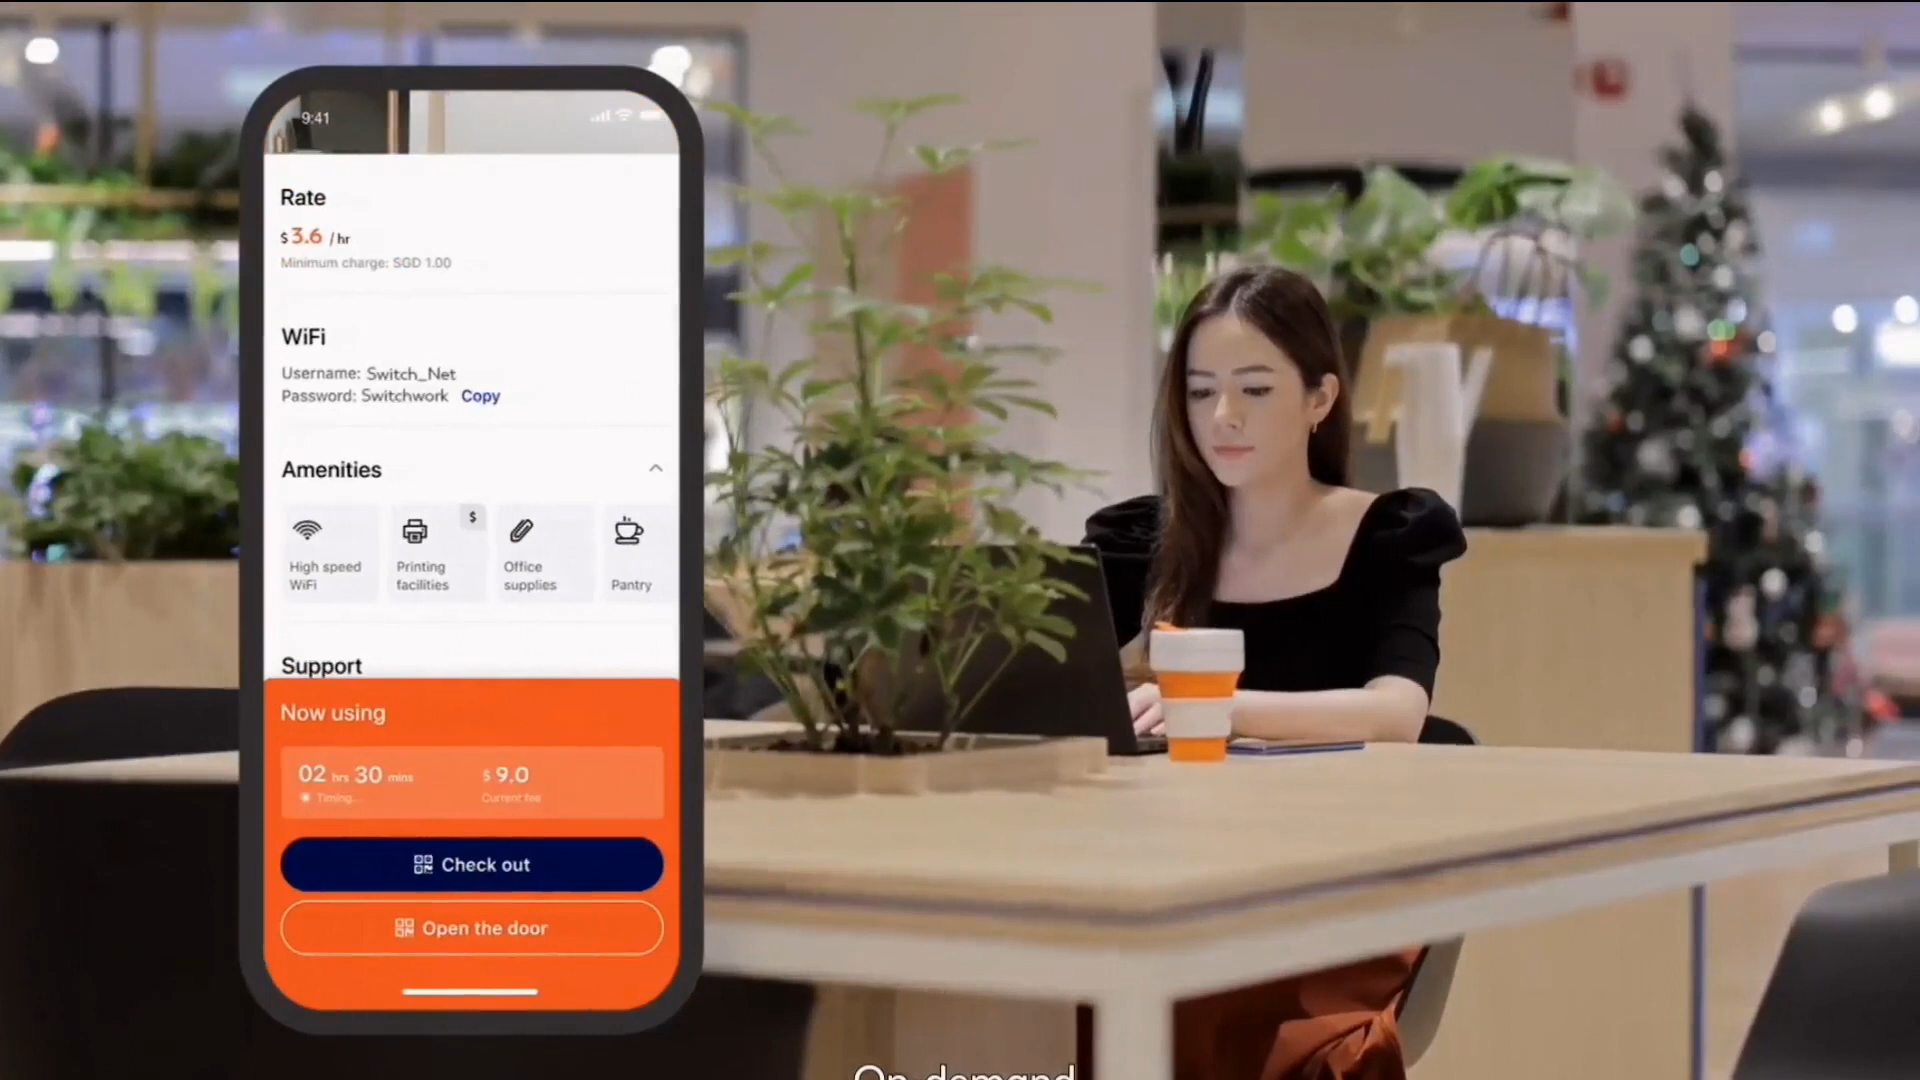 9:41
Rate
$ 3.6 / hr
Minimum charge: SGD 1.00
WiFi
Username: Switch_Net
Password: Switchwork Copy
Amenities
$
High speed
WiFi
Printing
facilities
Office
supplies
Pantry
Support
Now using
02 hrs 30 mins
$ 9.0
Timing...
Current fee
Check out
Open the door
On-demand